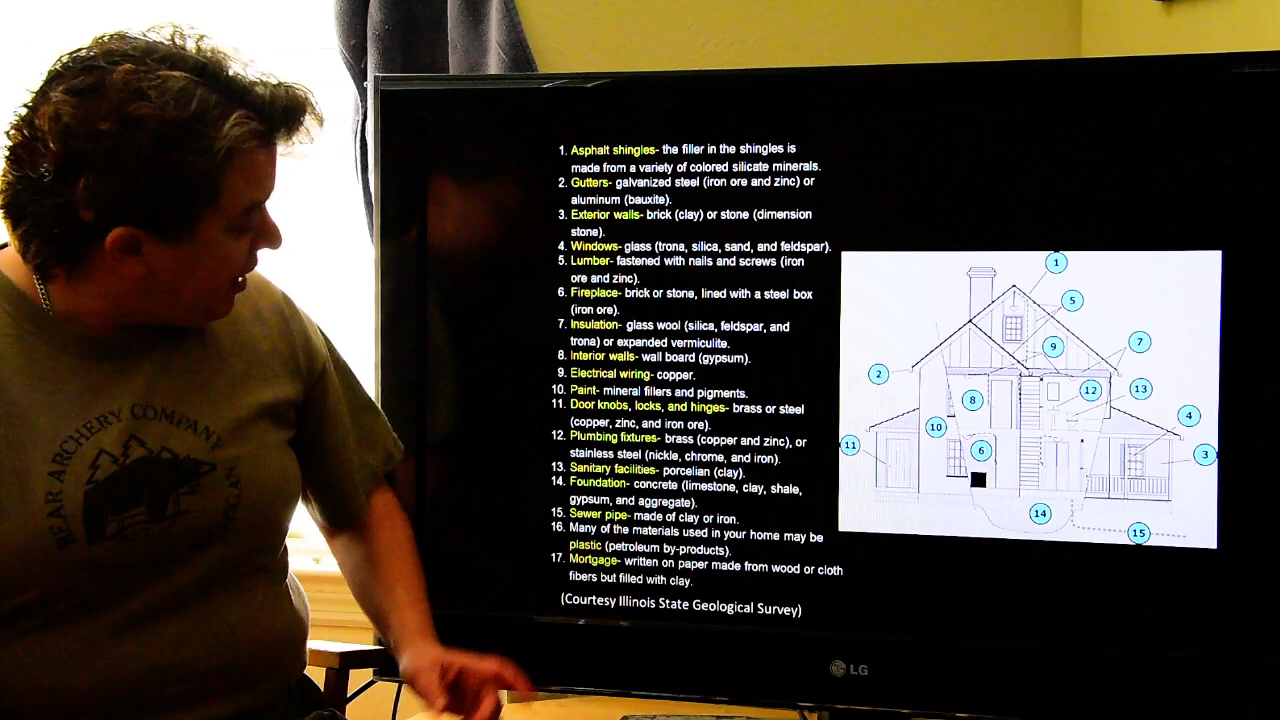 1. Asphalt shingles- the filler in the shingles is
made from a variety of colored silicate minerals.
2. Gutters- galvanized steel (iron ore and zinc) or
aluminum (bauxite).
3. Exterior walls- brick (clay) or stone (dimension
stone).
4. Windows- glass (trona, silica, sand, and feldspar).
5. Lumber- fastened with nails and screws (iron
ore and zinc).
6. Fireplace- brick or stone, lined with a steel box
(iron ore).
7. Insulation- glass wool (silica, feldspar, and
trona) or expanded vermiculite.
8. Interior walls- wall board (gypsum).
9. Electrical wiring- copper.
10. Paint- mineral fillers and pigments.
11. Door knobs, locks, and hinges- brass or steel
(copper, zinc, and iron ore).
12. Plumbing fixtures- brass (copper and zinc), or
stainless steel (nickle, chrome, and iron).
13. Sanitary facilities- porcelian (clay).
14. Foundation- concrete (limestone, clay, shale,
gypsum, and aggregate).
15. Sewer pipe- made of clay or iron.
16. Many of the materials used in your home may be
plastic (petroleum by-products).
17. Mortgage- written on paper made from wood or cloth
fibers but filled with clay.
(Courtesy Illinois State Geological Survey)
1
5
9
7
2
8
12
13
4
10
11
6
3
14
15
BEAR ARCHERY COMPANY
LG